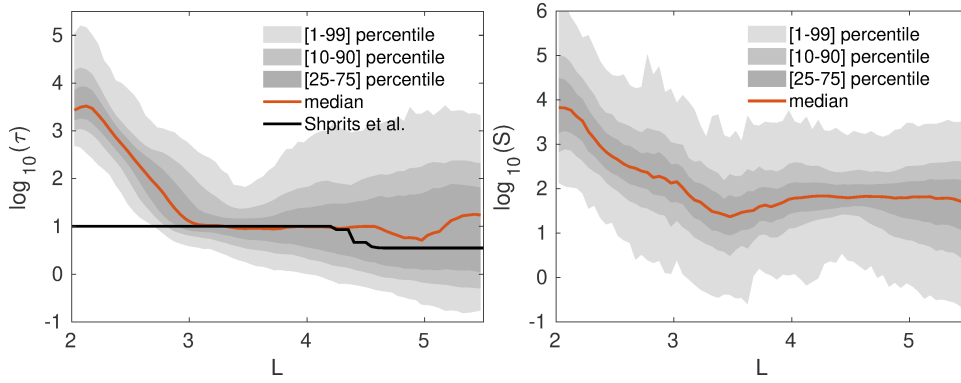 [1-99] percentile
[10-90] percentile
[25-75] percentile
median
Shprits et al.
log10(τ)
5
4
3
2
1
0
-1
2
3
4
5
L
[1-99] percentile
[10-90] percentile
[25-75] percentile
median
log10(S)
6
5
4
3
2
1
0
-1
2
3
4
5
L